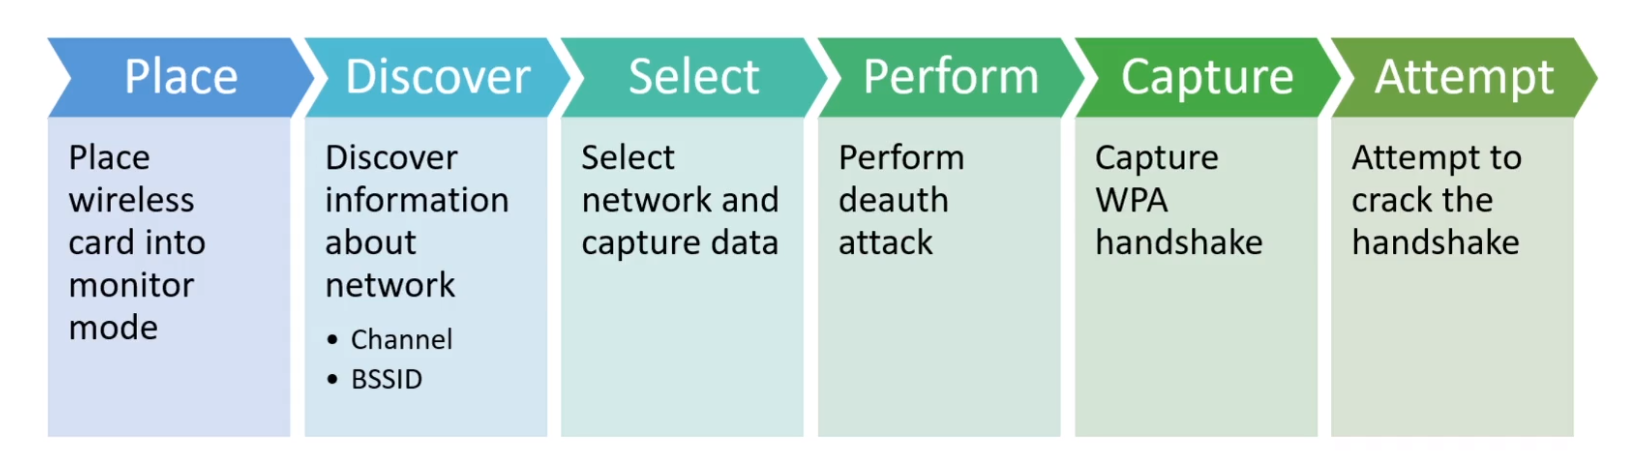 Place
Discover
Select
Perform
Capture
Attempt
Place
wireless
card into
monitor
mode
Discover
information
about
network
• Channel
• BSSID
Select
network and
capture data
Perform
deauth
attack
Capture
WPA
handshake
Attempt to
crack the
handshake